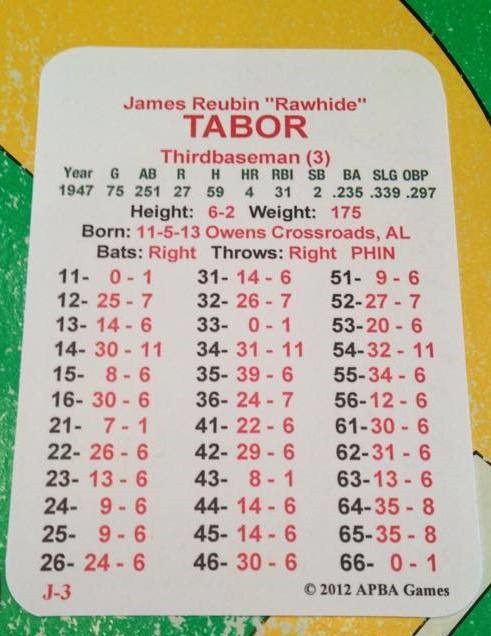 James Reubin "Rawhide"
TABOR
Thirdbaseman (3)
Year G AB R H HR RBI SB BA SLG OBP
1947 75 251 27 59 4 31 2 .235 .339 .297
Height: 6-2 Weight: 175
Born: 11-5-13 Owens Crossroads, AL
Bats: Right Throws: Right PHIN
11- 0 - 1 31- 14 - 6 51- 9 - 6
12- 25 - 7 32- 26 - 7 52- 27 - 7
13- 14 - 6 33- 0 - 1 53- 20 - 6
14- 30 - 11 34- 31 - 11 54- 32 - 11
15- 8 - 6 35- 39 - 6 55- 34 - 6
16- 30 - 6 36- 24 - 7 56- 12 - 6
21- 7 - 1 41- 22 - 6 61- 30 - 6
22- 26 - 6 42- 29 - 6 62- 31 - 6
23- 13 - 6 43- 8 - 1 63- 13 - 6
24- 9 - 6 44- 14 - 6 64- 35 - 8
25- 9 - 6 45- 14 - 6 65- 35 - 8
26- 24 - 6 46- 30 - 6 66- 0 - 1
J-3 © 2012 APBA Games